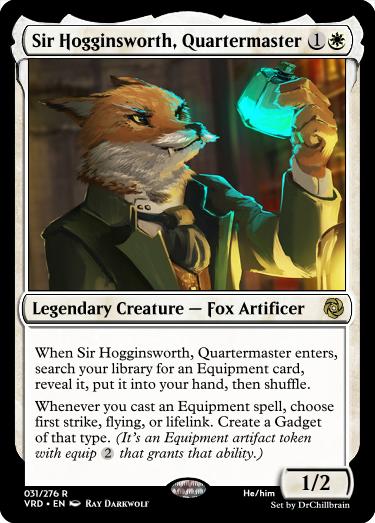 Sir Hogginsworth, Quartermaster 1
Legendary Creature — Fox Artificer
When Sir Hogginsworth, Quartermaster enters,
search your library for an Equipment card,
reveal it, put it into your hand, then shuffle.
Whenever you cast an Equipment spell, choose
first strike, flying, or lifelink. Create a Gadget
of that type. (It's an Equipment artifact token
with equip 2 that grants that ability.)
1/2
031/276 R
He/him
VRD • EN Ray Darkwolf
Set by DrChillbrain